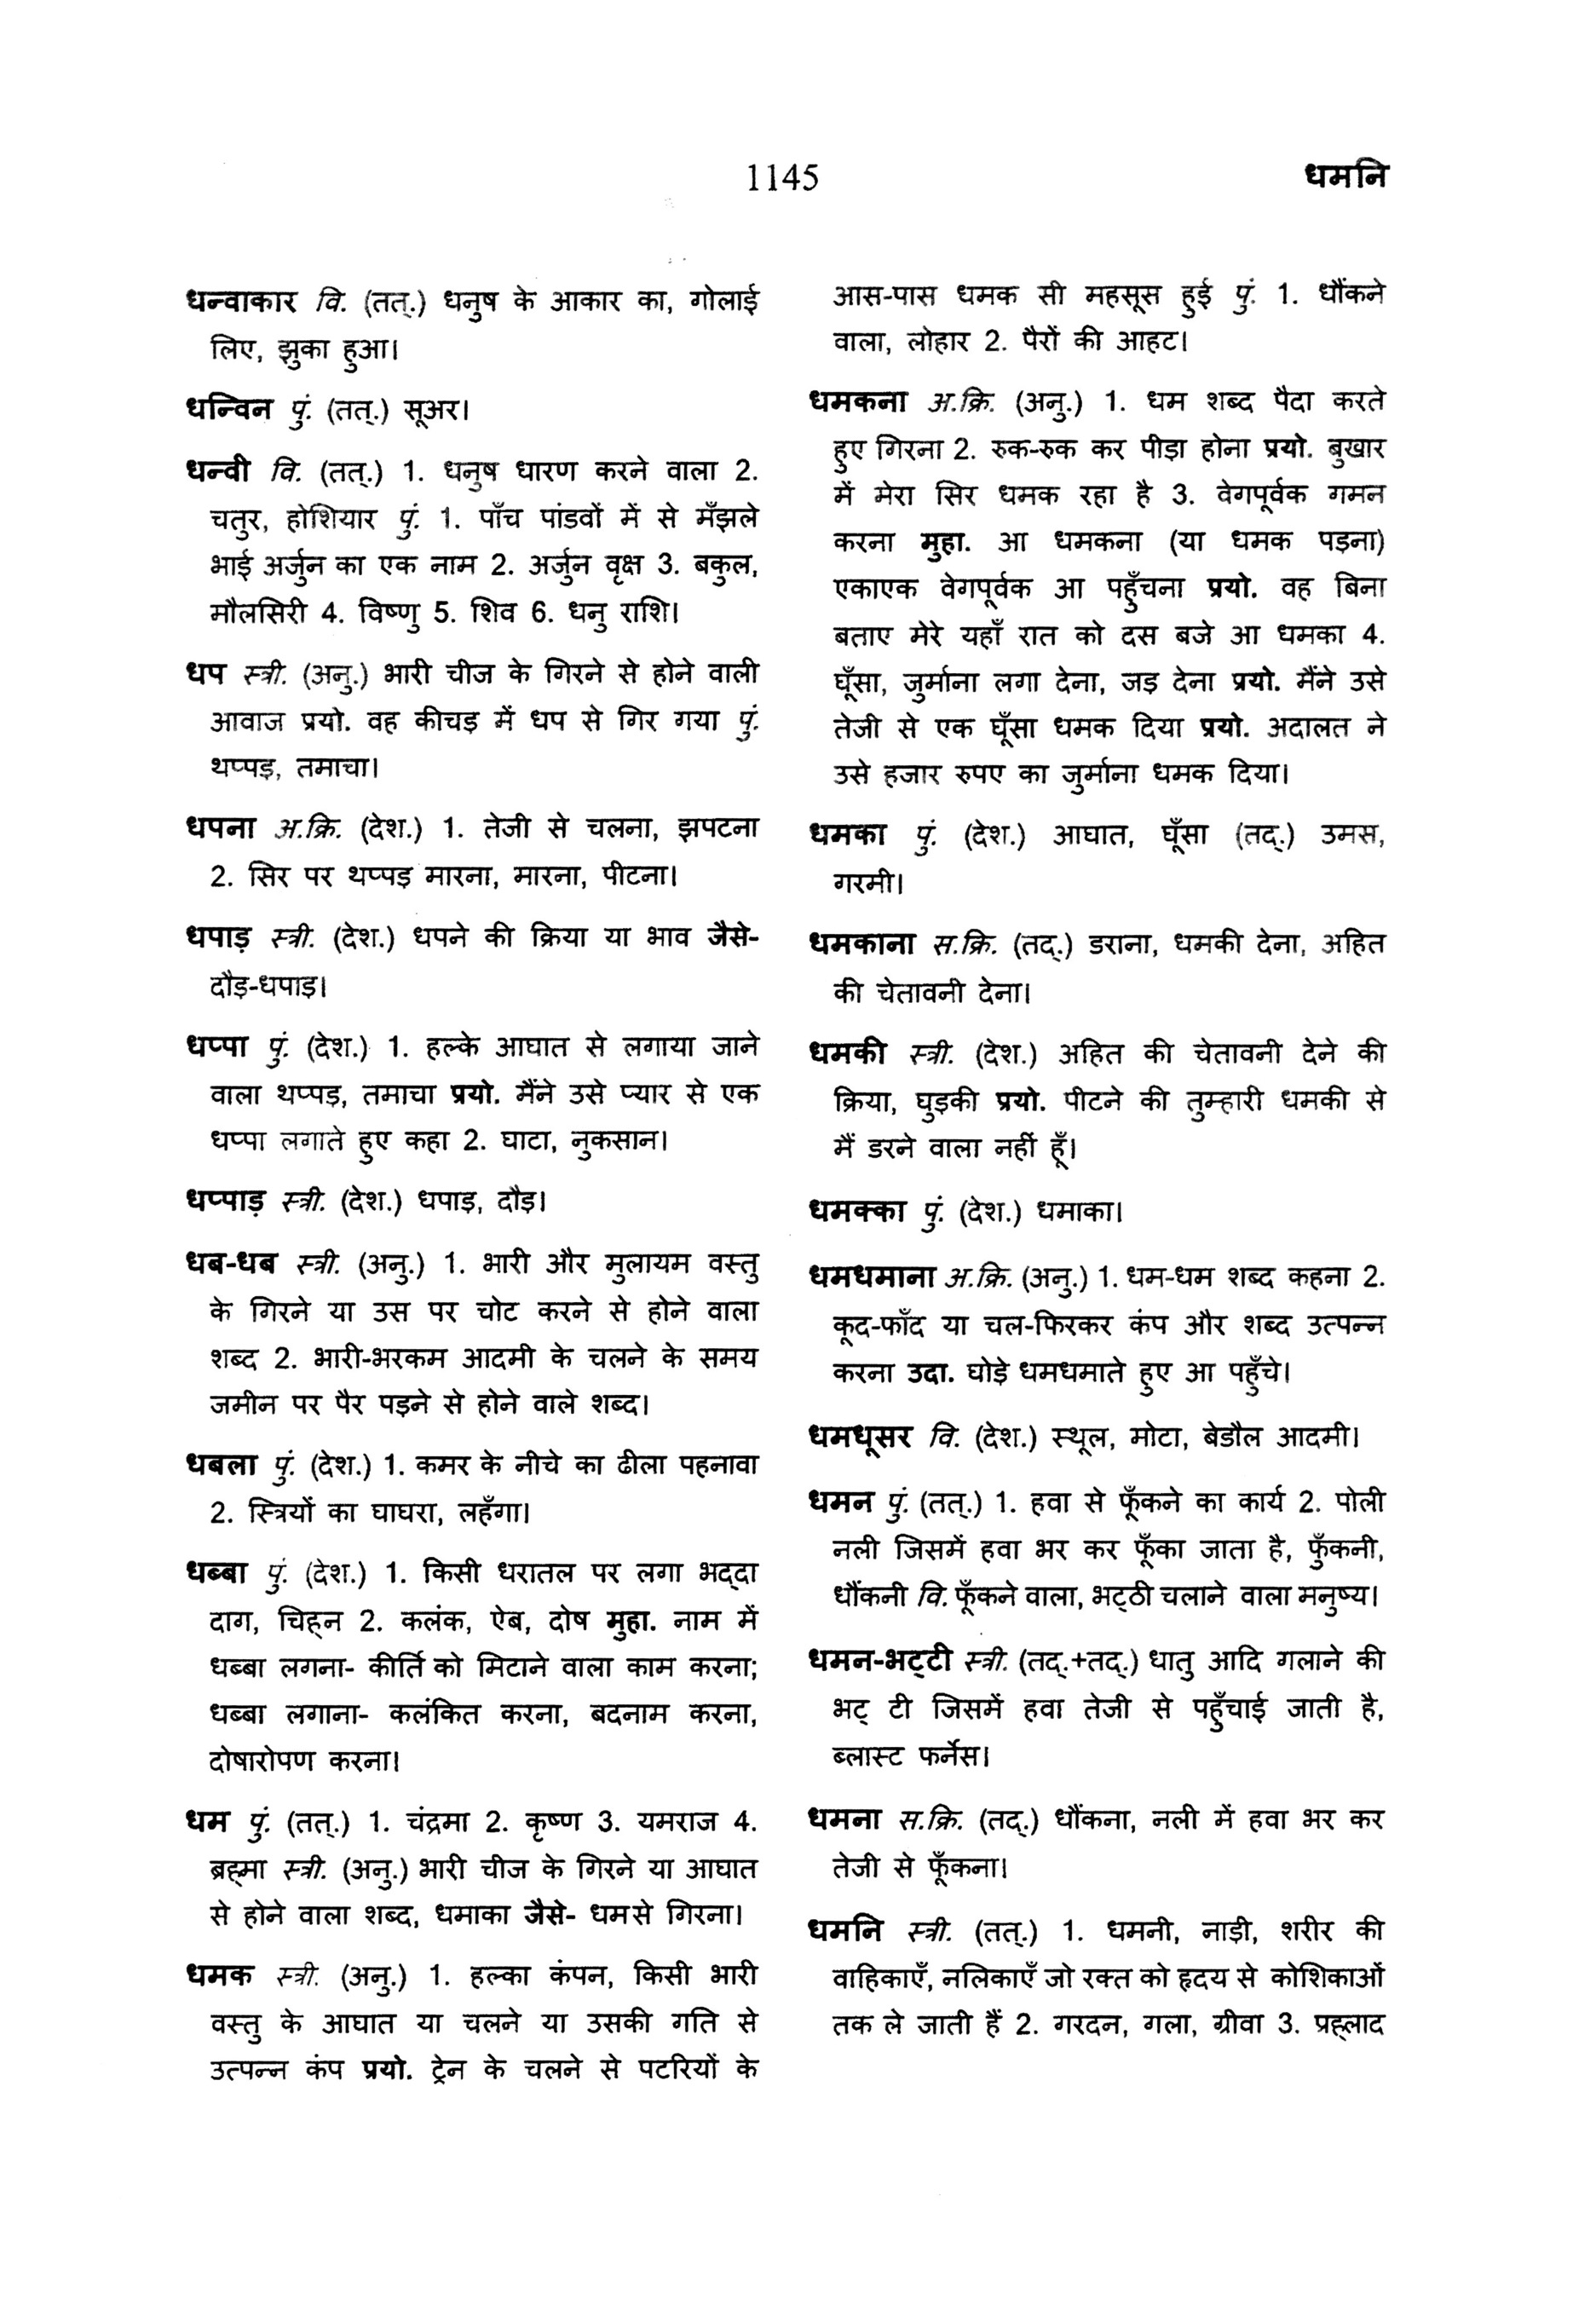 1145
धमनि
धन्वाकार वि. (तत्.) धनुष के आकार का, गोलाई
लिए, झुका हुआ।
धन्विन पुं. (तत्.) सूअर।
धन्वी वि. (तत्.) 1. धनुष धारण करने वाला 2.
चतुर, होशियार पुं. 1. पाँच पांडवों में से मँझले
भाई अर्जुन का एक नाम 2. अर्जुन वृक्ष 3. बकुल,
मौलसिरी 4. विष्णु 5. शिव 6. धनु राशि।
धप स्त्री. (अनु.) भारी चीज के गिरने से होने वाली
आवाज प्रयो. वह कीचड़ में धप से गिर गया पुं.
थप्पड़, तमाचा।
धपना अ.क्रि. (देश.) 1. तेजी से चलना, झपटना
2. सिर पर थप्पड़ मारना, मारना, पीटना।
धपाड़ स्त्री. (देश.) धपने की क्रिया या भाव जैसे-
दौड़-धपाड़।
धप्पा पुं. (देश.) 1. हल्के आघात से लगाया जाने
वाला थप्पड़, तमाचा प्रयो. मैंने उसे प्यार से एक
धप्पा लगाते हुए कहा 2. घाटा, नुकसान।
धप्पाड़ स्त्री. (देश.) धपाड़, दौड़।
धब-धब स्त्री. (अनु.) 1. भारी और मुलायम वस्तु
के गिरने या उस पर चोट करने से होने वाला
शब्द 2. भारी-भरकम आदमी के चलने के समय
जमीन पर पैर पड़ने से होने वाले शब्द।
धबला पुं. (देश.) 1. कमर के नीचे का ढीला पहनावा
2. स्त्रियों का घाघरा, लहँगा।
धब्बा पुं. (देश.) 1. किसी धरातल पर लगा भद्‌दा
दाग, चिह्‌न 2. कलंक, ऐब, दोष मुहा. नाम में
धब्बा लगना- कीर्ति को मिटाने वाला काम करना;
धब्बा लगाना- कलंकित करना, बदनाम करना,
दोषारोपण करना।
धम पुं. (तत्.) 1. चंद्रमा 2. कृष्ण 3. यमराज 4.
ब्रह्‌मा स्त्री. (अनु.) भारी चीज के गिरने या आघात
से होने वाला शब्द, धमाका जैसे- धम से गिरना।
धमक स्त्री. (अनु.) 1. हल्का कंपन, किसी भारी
वस्तु के आघात या चलने या उसकी गति से
उत्पन्न कंप प्रयो. ट्रेन के चलने से पटरियों के
आस-पास धमक सी महसूस हुई पुं. 1. धौंकने
वाला, लोहार 2. पैरों की आहट।
धमकना अ.क्रि. (अनु.) 1. धम शब्द पैदा करते
हुए गिरना 2. रुक-रुक कर पीड़ा होना प्रयो. बुखार
में मेरा सिर धमक रहा है 3. वेगपूर्वक गमन
करना मुहा. आ धमकना (या धमक पड़ना)
एकाएक वेगपूर्वक आ पहुँचना प्रयो. वह बिना
बताए मेरे यहाँ रात को दस बजे आ धमका 4.
घूँसा, जुर्माना लगा देना, जड़ देना प्रयो. मैंने उसे
तेजी से एक घूँसा धमक दिया प्रयो. अदालत ने
उसे हजार रुपए का जुर्माना धमक दिया।
धमका पुं. (देश.) आघात, घूँसा (तद्.) उमस,
गरमी।
धमकाना स.क्रि. (तद्.) डराना, धमकी देना, अहित
की चेतावनी देना।
धमकी स्त्री. (देश.) अहित की चेतावनी देने की
क्रिया, घुड़की प्रयो. पीटने की तुम्हारी धमकी से
मैं डरने वाला नहीं हूँ।
धमक्का पुं. (देश.) धमाका।
धमधमाना अ.क्रि. (अनु.) 1. धम-धम शब्द कहना 2.
कूद-फाँद या चल-फिरकर कंप और शब्द उत्पन्न
करना उदा. घोड़े धमधमाते हुए आ पहुँचे।
धमधूसर वि. (देश.) स्थूल, मोटा, बेडौल आदमी।
धमन पुं. (तत्.) 1. हवा से फूँकने का कार्य 2. पोली
नली जिसमें हवा भर कर फूँका जाता है, फुँकनी,
धौंकनी वि. फूँकने वाला, भट्‌ठी चलाने वाला मनुष्य।
धमन-भट्‌टी स्त्री. (तद्.+तद्.) धातु आदि गलाने की
भट् टी जिसमें हवा तेजी से पहुँचाई जाती है,
ब्लास्ट फर्नेस।
धमना स.क्रि. (तद्.) धौंकना, नली में हवा भर कर
तेजी से फूँकना।
धमनि स्त्री. (तत्.) 1. धमनी, नाड़ी, शरीर की
वाहिकाएँ, नलिकाएँ जो रक्त को हृदय से कोशिकाओं
तक ले जाती हैं 2. गरदन, गला, ग्रीवा 3. प्रह्‌लाद